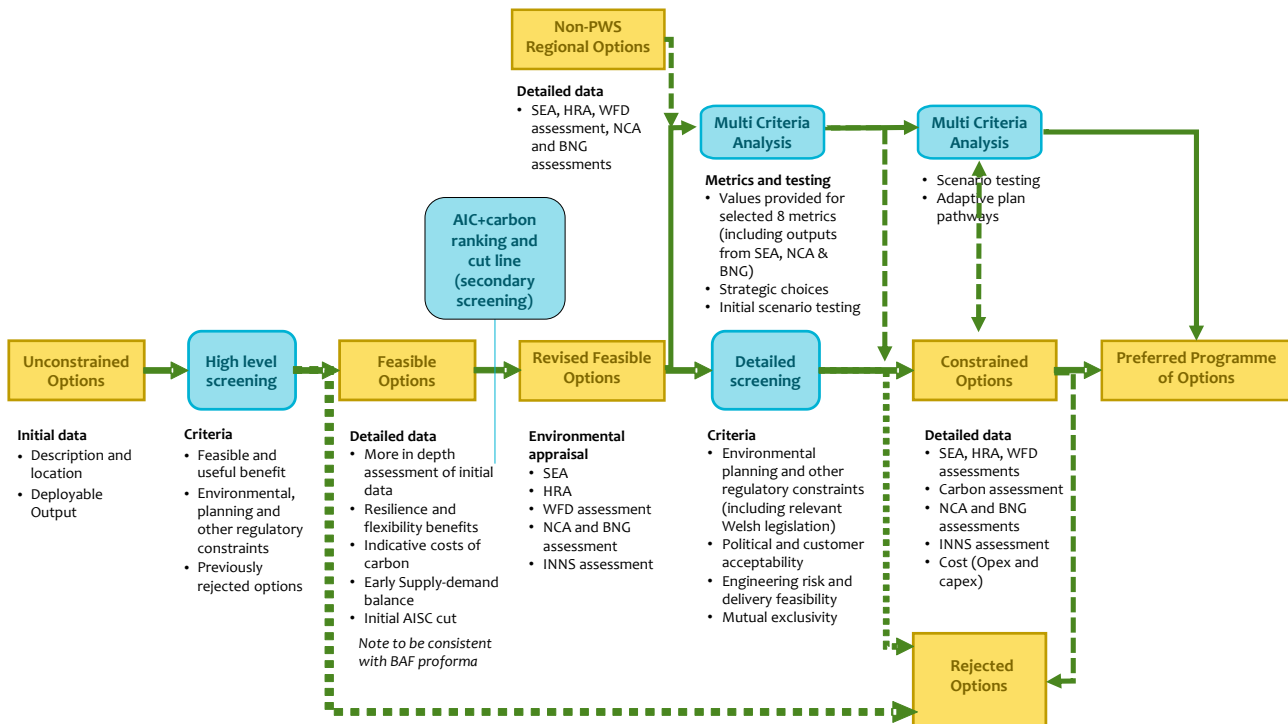 Non-PWS
Regional Options
Detailed data
• SEA, HRA, WFD
assessment, NCA
and BNG
assessments
Multi Criteria
Analysis
Metrics and testing
• Values provided for
selected 8 metrics
(including outputs
from SEA, NCA &
BNG)
• Strategic choices
• Initial scenario testing
Multi Criteria
Analysis
• Scenario testing
• Adaptive plan
pathways
AIC+carbon
ranking and
cut line
(secondary
screening)
Unconstrained
Options
Initial data
• Description and
location
• Deployable
Output
High level
screening
Criteria
• Feasible and
useful benefit
• Environmental,
planning and
other regulatory
constraints
• Previously
rejected options
Feasible
Options
Detailed data
• More in depth
assessment of initial
data
• Resilience and
flexibility benefits
• Indicative costs of
carbon
• Early Supply-demand
balance
• Initial AISC cut
Note to be consistent
with BAF proforma
Revised Feasible
Options
Environmental
appraisal
• SEA
• HRA
• WFD assessment
• NCA and BNG
assessment
• INNS assessment
Detailed
screening
Criteria
• Environmental
planning and other
regulatory constraints
(including relevant
Welsh legislation)
• Political and customer
acceptability
• Engineering risk and
delivery feasibility
• Mutual exclusivity
Constrained
Options
Detailed data
• SEA, HRA, WFD
assessments
• Carbon assessment
• NCA and BNG
assessments
• INNS assessment
• Cost (Opex and
capex)
Preferred Programme
of Options
Rejected
Options